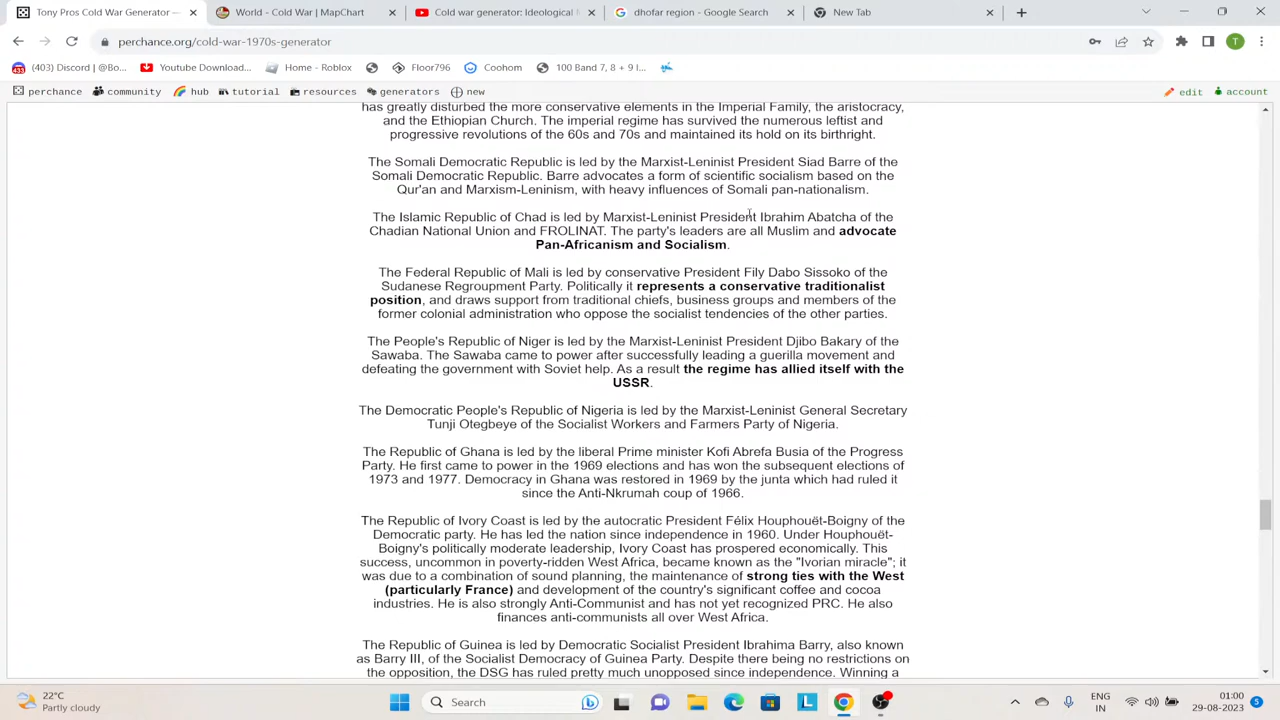 Tony Pros Cold War Generator —
World - Cold War | MapChart
Cold war generator: Ideological
dhofar region - Google Search
New Tab
perchance.org/cold-war-1970s-generator
T
(403) Discord | @Bo...
Youtube Download...
Home - Roblox
Floor796
Coohom
100 Band 7, 8 + 9 I...
perchance
community
hub
tutorial
resources
generators
new
edit
account
has greatly disturbed the more conservative elements in the Imperial Family, the aristocracy,
and the Ethiopian Church. The imperial regime has survived the numerous leftist and
progressive revolutions of the 60s and 70s and maintained its hold on its birthright.
The Somali Democratic Republic is led by the Marxist-Leninist President Siad Barre of the
Somali Democratic Republic. Barre advocates a form of scientific socialism based on the
Qur'an and Marxism-Leninism, with heavy influences of Somali pan-nationalism.
The Islamic Republic of Chad is led by Marxist-Leninist President Ibrahim Abatcha of the
Chadian National Union and FROLINAT. The party's leaders are all Muslim and advocate
Pan-Africanism and Socialism.
The Federal Republic of Mali is led by conservative President Fily Dabo Sissoko of the
Sudanese Regroupment Party. Politically it represents a conservative traditionalist
position, and draws support from traditional chiefs, business groups and members of the
former colonial administration who oppose the socialist tendencies of the other parties.
The People's Republic of Niger is led by the Marxist-Leninist President Djibo Bakary of the
Sawaba. The Sawaba came to power after successfully leading a guerilla movement and
defeating the government with Soviet help. As a result the regime has allied itself with the
USSR.
The Democratic People's Republic of Nigeria is led by the Marxist-Leninist General Secretary
Tunji Otegbeye of the Socialist Workers and Farmers Party of Nigeria.
The Republic of Ghana is led by the liberal Prime minister Kofi Abrefa Busia of the Progress
Party. He first came to power in the 1969 elections and has won the subsequent elections of
1973 and 1977. Democracy in Ghana was restored in 1969 by the junta which had ruled it
since the Anti-Nkrumah coup of 1966.
The Republic of Ivory Coast is led by the autocratic President Félix Houphouët-Boigny of the
Democratic party. He has led the nation since independence in 1960. Under Houphouët-
Boigny's politically moderate leadership, Ivory Coast has prospered economically. This
success, uncommon in poverty-ridden West Africa, became known as the "Ivorian miracle"; it
was due to a combination of sound planning, the maintenance of strong ties with the West
(particularly France) and development of the country's significant coffee and cocoa
industries. He is also strongly Anti-Communist and has not yet recognized PRC. He also
finances anti-communists all over West Africa.
The Republic of Guinea is led by Democratic Socialist President Ibrahima Barry, also known
as Barry III, of the Socialist Democracy of Guinea Party. Despite there being no restrictions on
the opposition, the DSG has ruled pretty much unopposed since independence. Winning a
22°C
Partly cloudy
Search
ENG
IN
01:00
29-08-2023
5